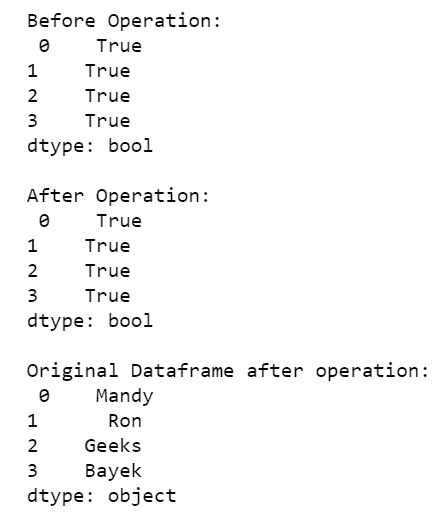 Before Operation:
 0    True
1    True
2    True
3    True
dtype: bool

After Operation:
 0    True
1    True
2    True
3    True
dtype: bool

Original Dataframe after operation:
 0    Mandy
1      Ron
2    Geeks
3    Bayek
dtype: object